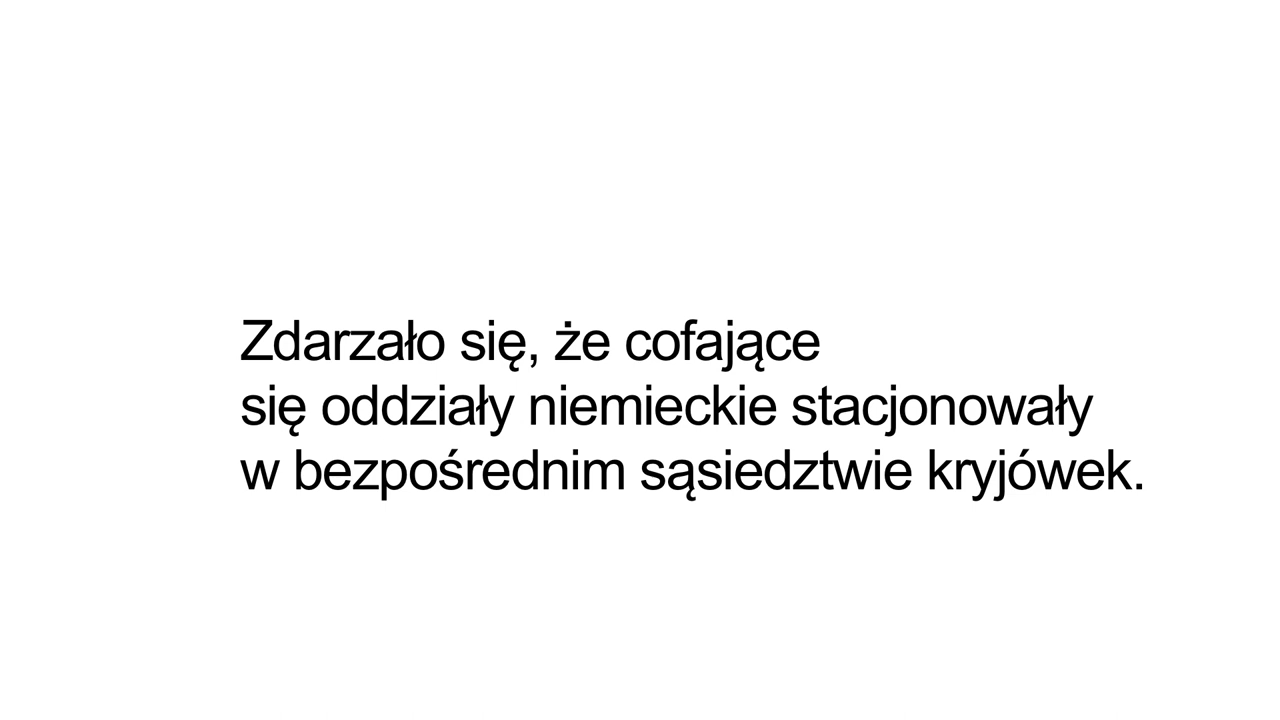 Zdarzało się, że cofające
się oddziały niemieckie stacjonowały
w bezpośrednim sąsiedztwie kryjówek.